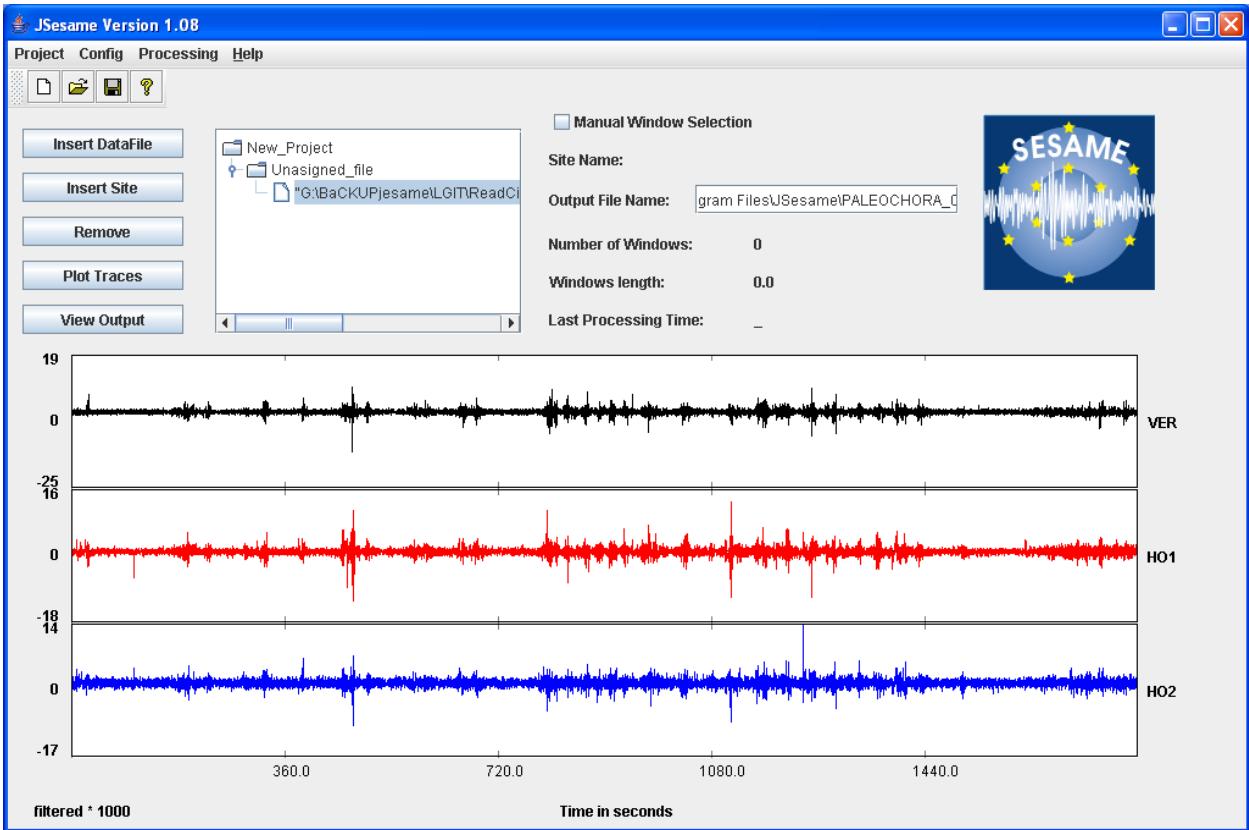 JSesame Version 1.08
Project Config Processing Help
Insert DataFile
Insert Site
Remove
Plot Traces
View Output
New_Project
Unasigned_file
"G:\BaCKUPjesame\LGIT\ReadCi
Manual Window Selection
Site Name:
Output File Name: gram Files\JSesame\PALEOCHORA_0
Number of Windows: 0
Windows length: 0.0
Last Processing Time: _
SESAME
19
0
-25
VER
16
0
-18
HO1
14
0
-17
HO2
360.0 720.0 1080.0 1440.0
filtered * 1000 Time in seconds